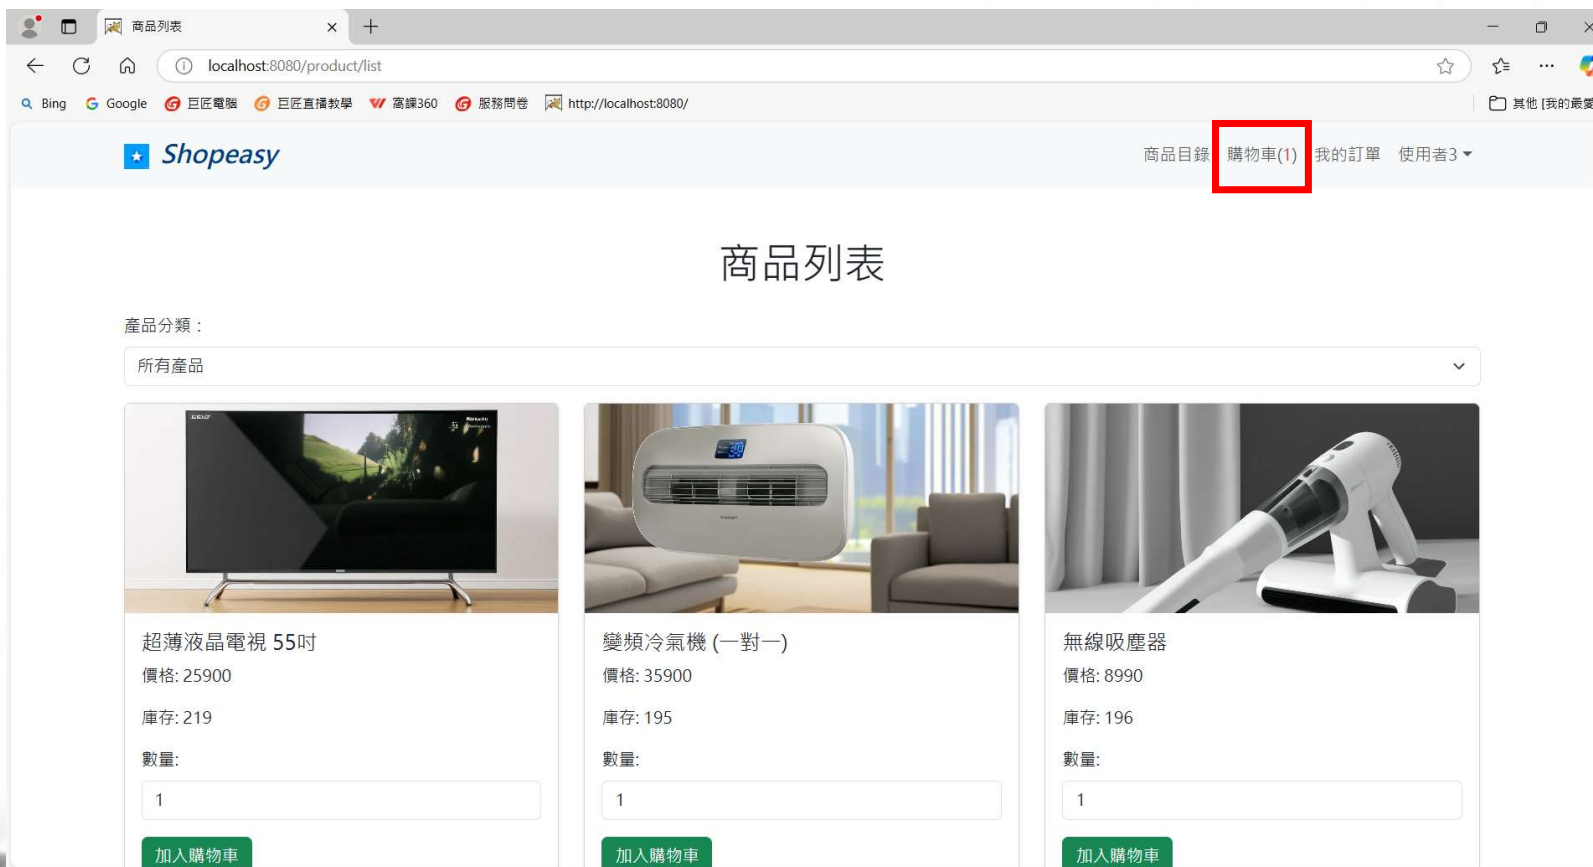 商品列表
localhost:8080/product/list
Bing Google 巨匠電腦 巨匠直播教學 富課360 服務問卷 http://localhost:8080/ 其他 [我的最愛
Shopeasy 商品目錄 購物車(1) 我的訂單 使用者3
商品列表
產品分類：
所有產品
超薄液晶電視 55吋
價格: 25900
庫存: 219
數量:
1
加入購物車
變頻冷氣機 (一對一)
價格: 35900
庫存: 195
數量:
1
加入購物車
無線吸塵器
價格: 8990
庫存: 196
數量:
1
加入購物車